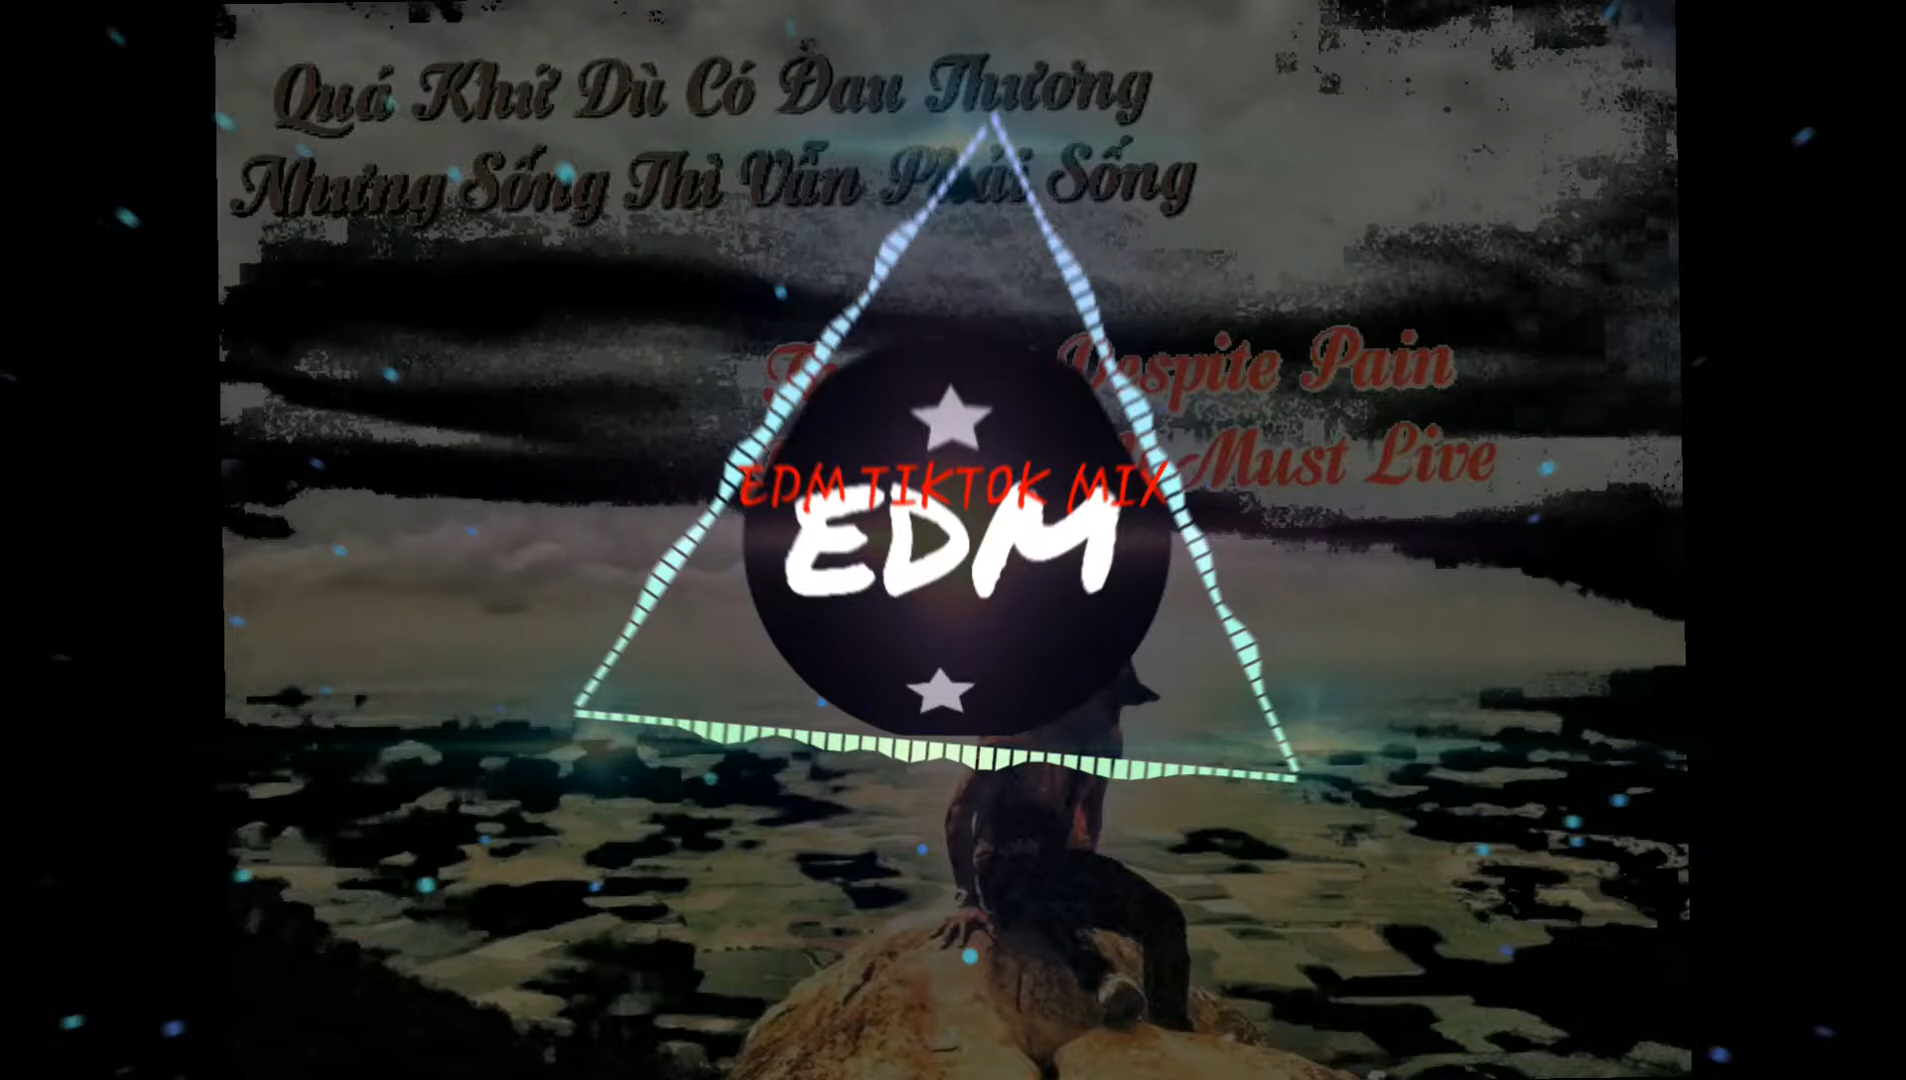 Quá Khứ Dù Có Đau Thương
Nhưng Sống Thì Vẫn Phải Sống
Despite Pain
Must Live
EDM TIKTOK MIX
EDM